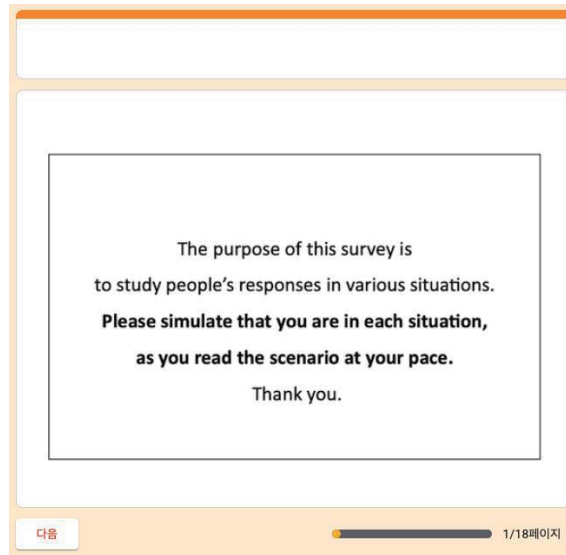 The purpose of this survey is
to study people’s responses in various situations.
Please simulate that you are in each situation,
as you read the scenario at your pace.
Thank you.
다음
1/18페이지